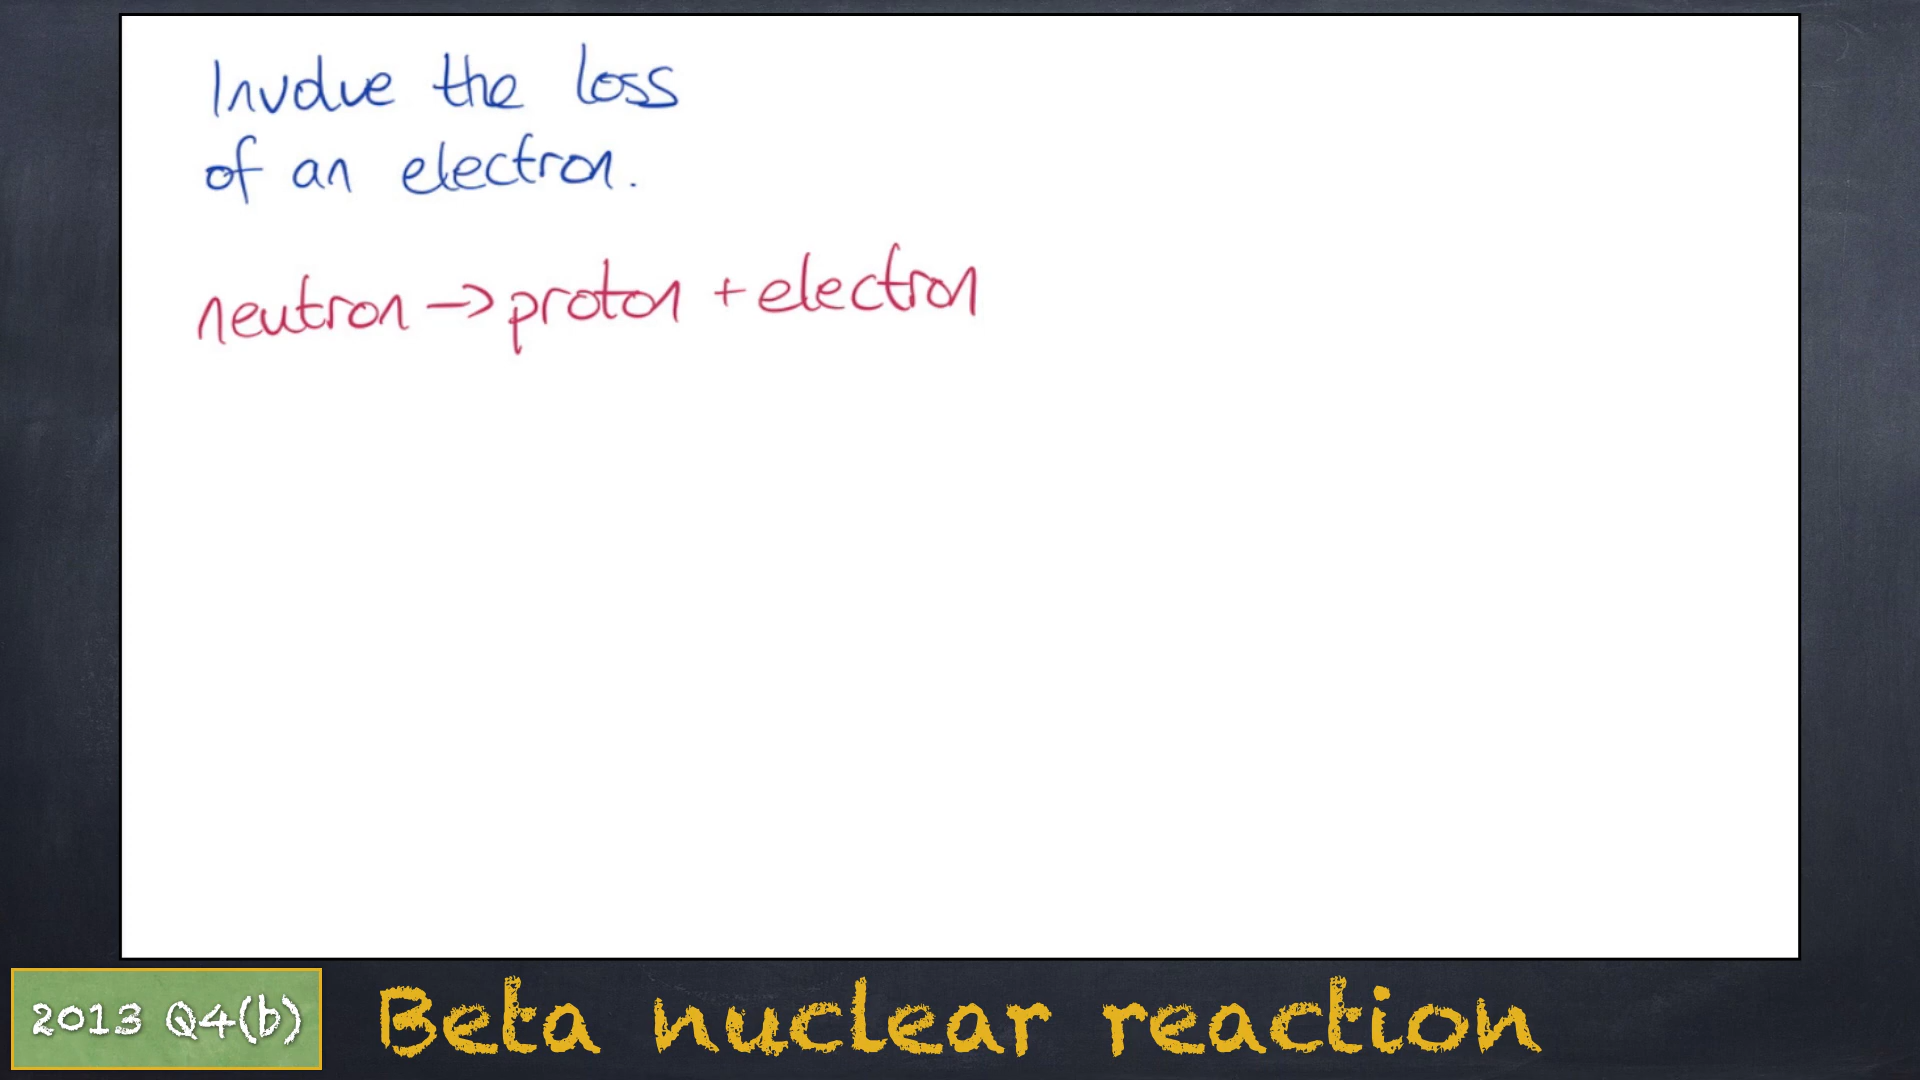 Involve the loss
of an electron.
neutron -> proton + electron
2013 Q4(b)
Beta nuclear reaction